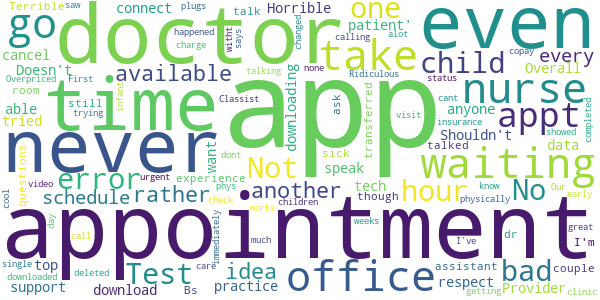 Terrible
saw
plugs
go
doctor
even
connect
talk
Horrible
one
happened
witht
changed
alot
patient'
cancel
charge
says
calling
take
child
every
Doesn't
available
none
Ridiculous
Overall
room
Overpriced
First
talking
copay
able
still
Classist
time
app
downloading
ask
transferred
nurse
tried
trying
infant
status
appt
anyone
cant
physically
never
want
visit
insurance
Shouldn't
completed
showed
error
dont
experience
sick
speak
Not
talked
data
waiting
questions
cool
video
urgent
phys
schedule
rather
another
tech
though
hour
No
know
Our
early
day
check
works
children
dr
appointment
call
immediately
weeks
I've
I'm
great
Test
idea
office
bad
top
single
downloaded
deleted
care
much
assistant
Provider
couple
support
download
Bs
practice
respect
getting
clinic